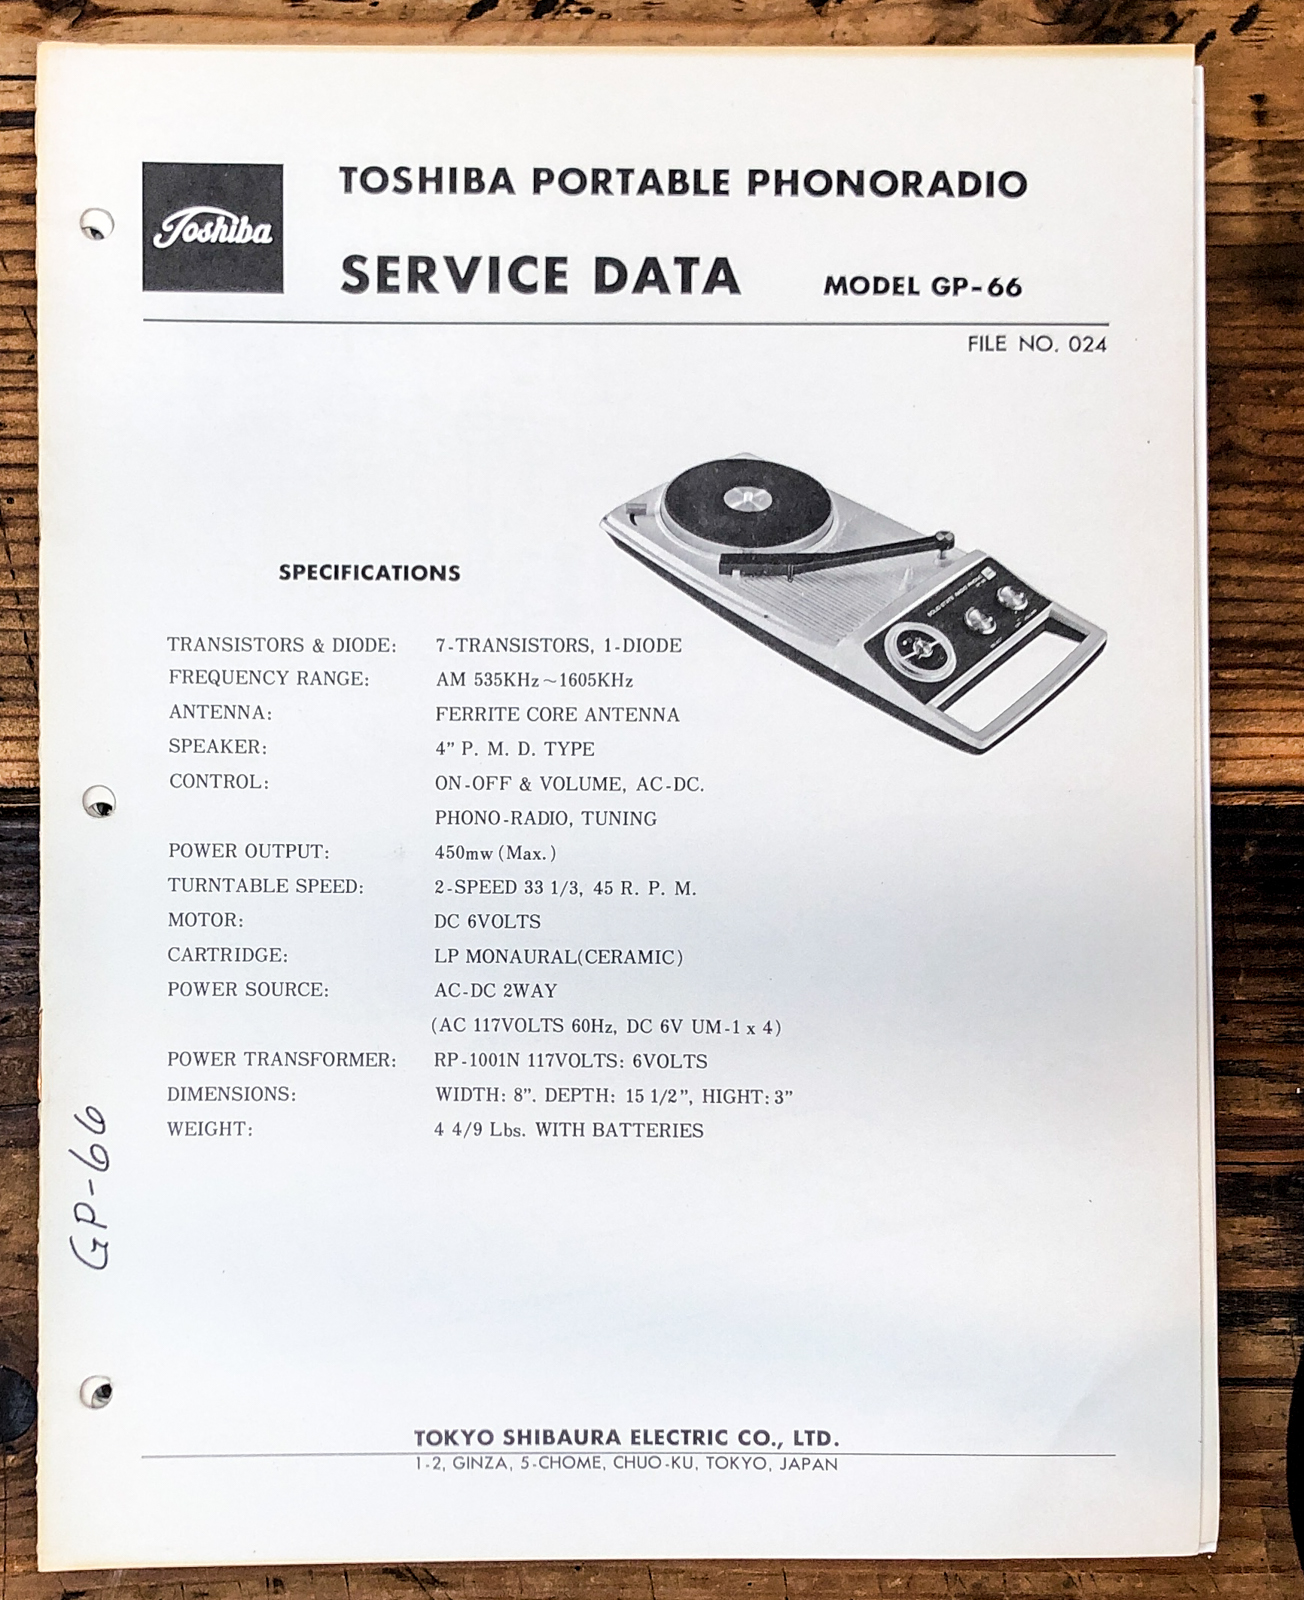 Toshiba
TOSHIBA PORTABLE PHONORADIO
SERVICE DATA MODEL GP-66
FILE NO. 024
SPECIFICATIONS
TRANSISTORS & DIODE: 7-TRANSISTORS, 1-DIODE
FREQUENCY RANGE: AM 535KHz~1605KHz
ANTENNA: FERRITE CORE ANTENNA
SPEAKER: 4" P. M. D. TYPE
CONTROL: ON-OFF & VOLUME, AC-DC.
PHONO-RADIO, TUNING
POWER OUTPUT: 450mw (Max.)
TURNTABLE SPEED: 2-SPEED 33 1/3, 45 R. P. M.
MOTOR: DC 6VOLTS
CARTRIDGE: LP MONAURAL(CERAMIC)
POWER SOURCE: AC-DC 2WAY
(AC 117VOLTS 60Hz, DC 6V UM-1 x 4)
POWER TRANSFORMER: RP-1001N 117VOLTS: 6VOLTS
DIMENSIONS: WIDTH: 8". DEPTH: 15 1/2", HIGHT: 3"
WEIGHT: 4 4/9 Lbs. WITH BATTERIES
GP-66
TOKYO SHIBAURA ELECTRIC CO., LTD.
1-2, GINZA, 5-CHOME, CHUO-KU, TOKYO, JAPAN